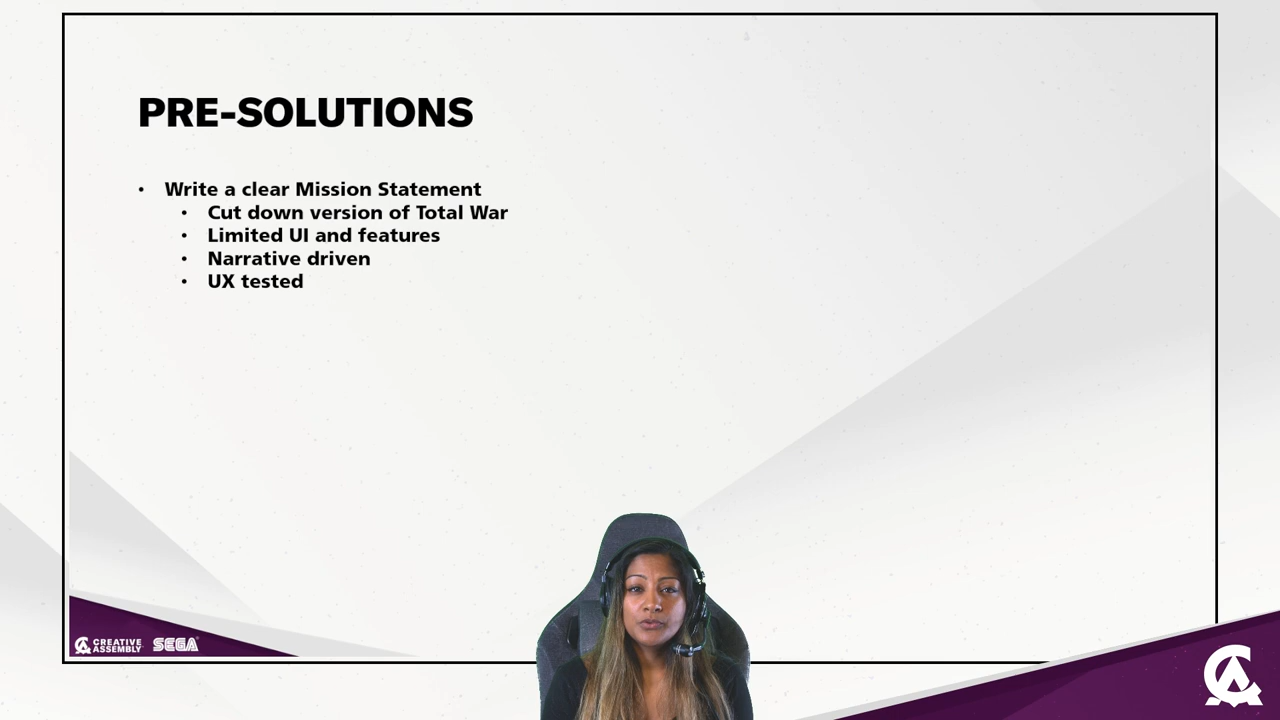 PRE-SOLUTIONS
• Write a clear Mission Statement
• Cut down version of Total War
• Limited UI and features
• Narrative driven
• UX tested
CREATIVE
ASSEMBLY
SEGA